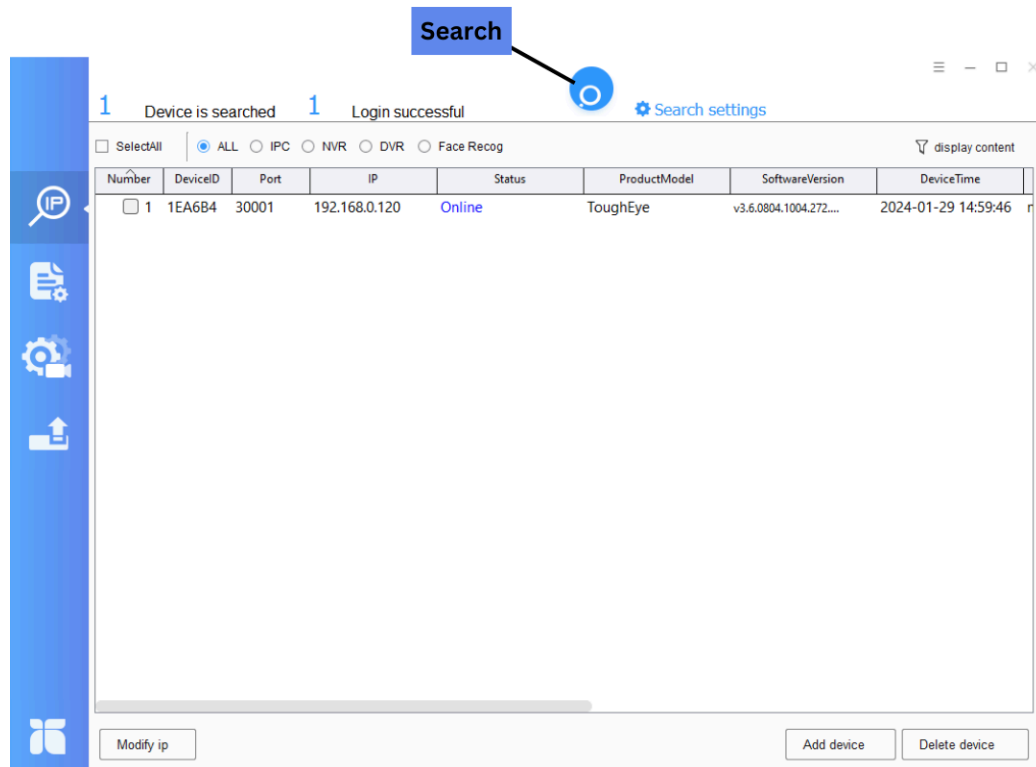 Search
1 Device is searched 1 Login successful Search settings
SelectAll ALL IPC NVR DVR Face Recog display content
Number DeviceID Port IP Status ProductModel SoftwareVersion DeviceTime
1 1EA6B4 30001 192.168.0.120 Online ToughEye v3.6.0804.1004.272.... 2024-01-29 14:59:46
IP
Modify ip Add device Delete device